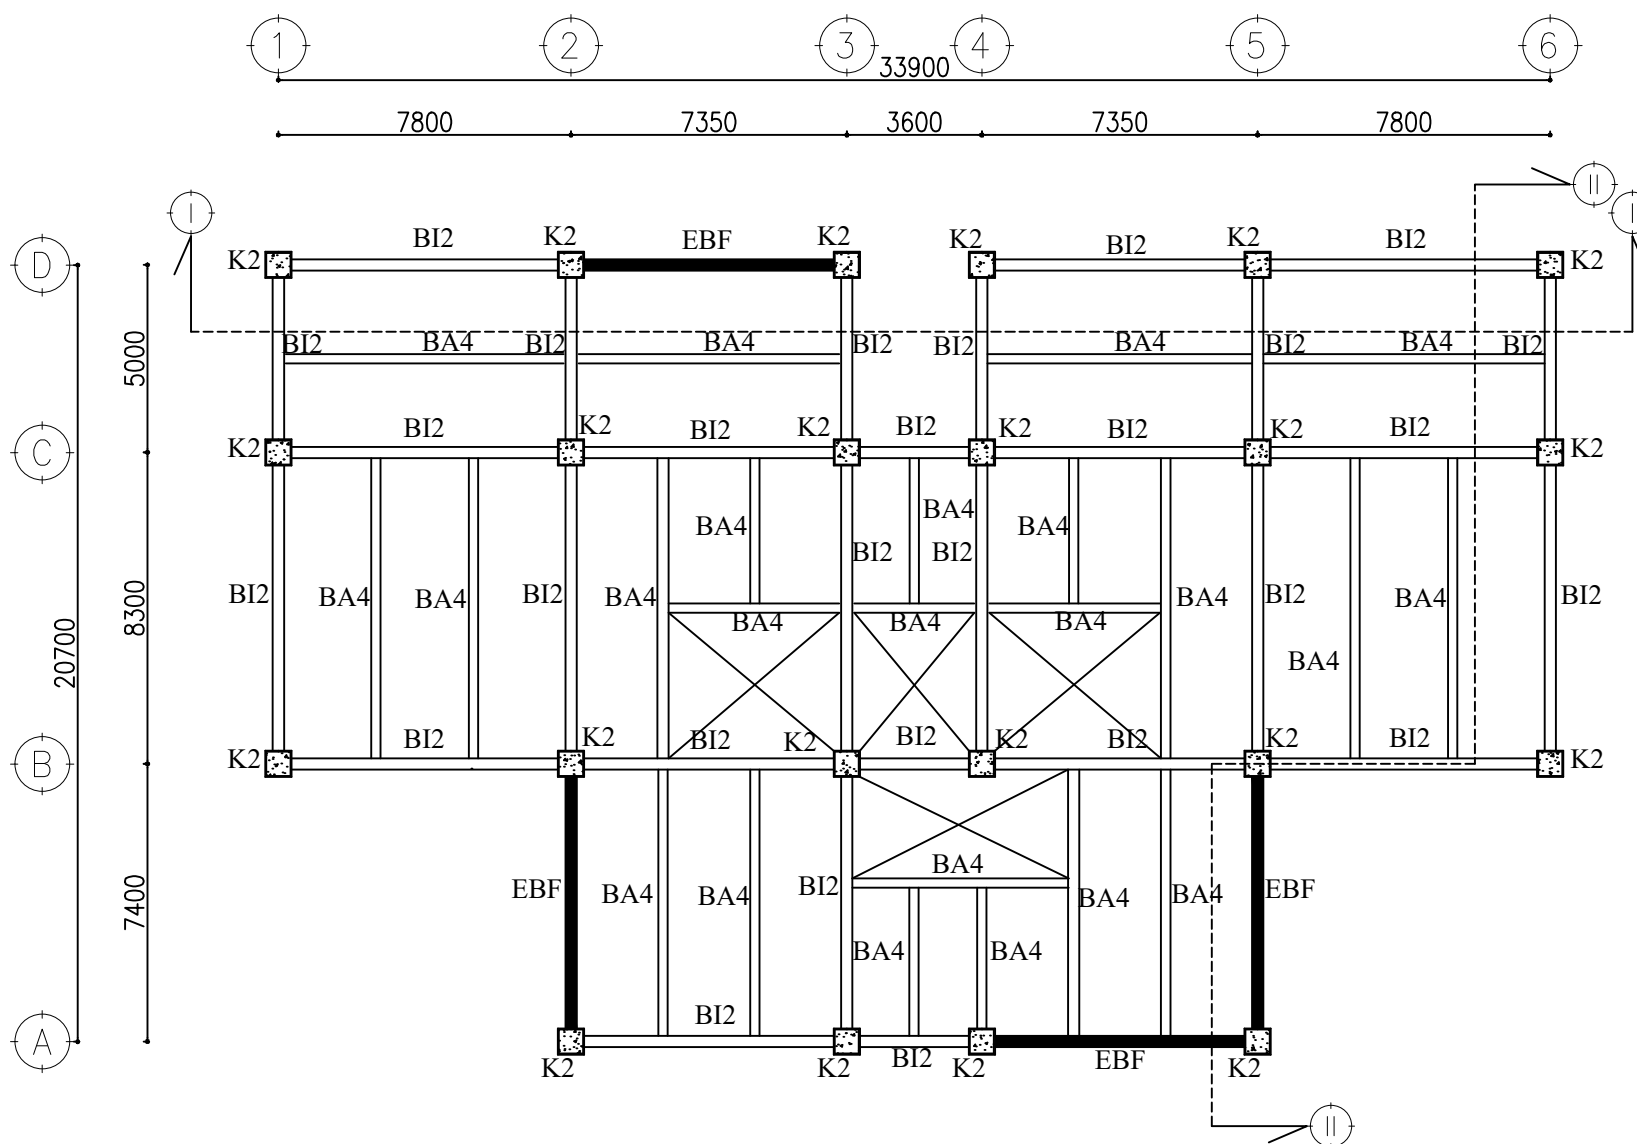 1 2 3 4 5 6
33900
7800 7350 3600 7350 7800
II
I I
BI2 K2 EBF K2 K2 BI2 K2 BI2
D K2 K2
5000 BI2 BA4 BI2 BA4 BI2 BI2 BA4 BI2 BA4 BI2
C K2 BI2 K2 BI2 K2 BI2 K2 BI2 K2 BI2 K2
BA4 BA4 BA4
BI2 BI2
20700 8300 BI2 BA4 BA4 BI2 BA4 BA4 BI2 BA4 BI2
BA4 BA4 BA4
BA4
B K2 BI2 K2 BI2 K2 BI2 K2 BI2 K2 BI2 K2
BA4
7400 EBF BA4 BA4 BI2 BA4 BA4 EBF
BA4 BA4
BI2
A
K2 K2 BI2 K2 EBF K2
II